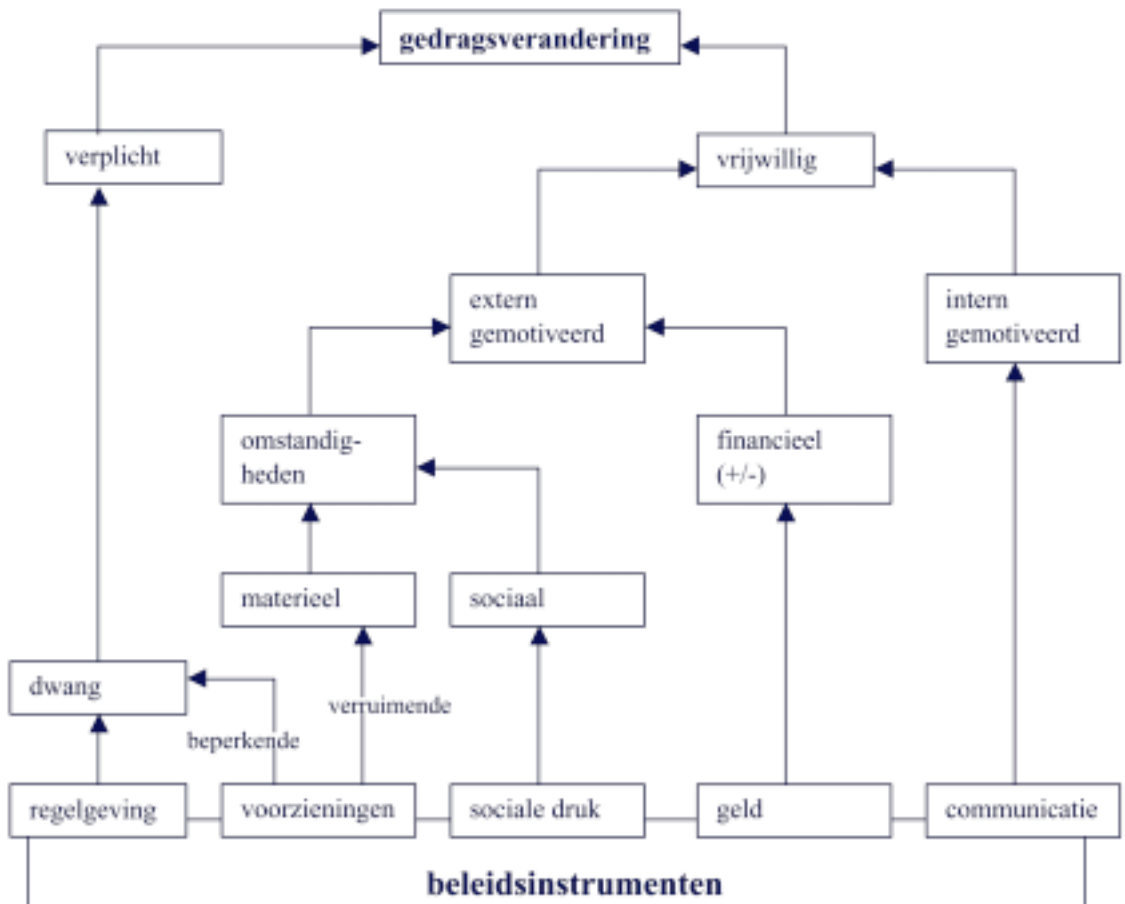 gedragsverandering
verplicht
vrijwillig
extern
gemotiveerd
intern
gemotiveerd
omstandig-
heden
financieel
(+/-)
materieel
sociaal
dwang
verruimende
beperkende
regelgeving
voorzieningen
sociale druk
geld
communicatie
beleidsinstrumenten